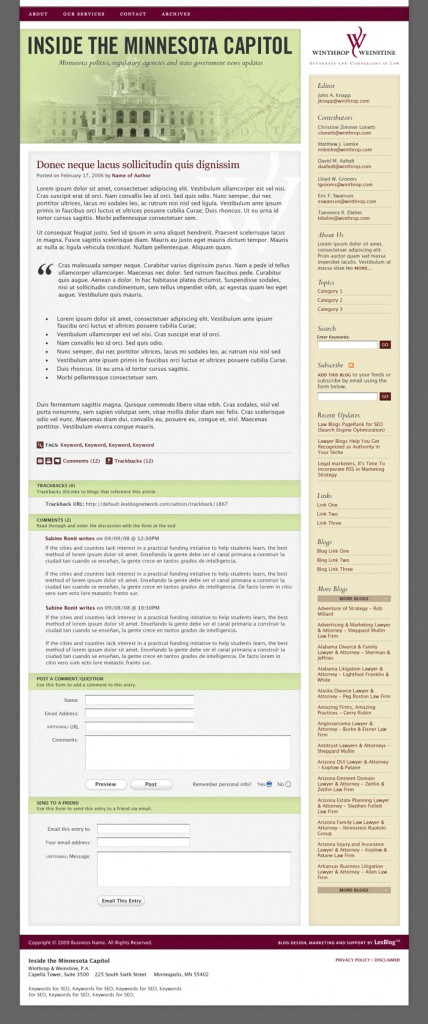 ABOUT OUR SERVICES CONTACT ARCHIVES
INSIDE THE MINNESOTA CAPITOL
Minnesota politics, regulatory agencies and state government news updates
WINTHROP WEINSTINE
ATTORNEYS AND COUNSELORS AT LAW
Donec neque lacus sollicitudin quis dignissim
Posted on February 17, 2008 by Name of Author
Lorem ipsum dolor sit amet, consectetuer adipiscing elit. Vestibulum ullamcorper est vel nisi.
Cras suscipit erat id orci. Nam convallis leo id orci. Sed quis odio. Nunc semper, dui nec
porttitor ultrices, lacus mi sodales leo, ac rutrum nisi nisl sed ligula. Vestibulum ante ipsum
primis in faucibus orci luctus et ultrices posuere cubilia Curae; Duis rhoncus. Ut eu urna id
tortor cursus sagittis. Morbi pellentesque consectetuer sem.
Ut consequat feugiat justo. Sed id ipsum in urna aliquet hendrerit. Praesent scelerisque lacus
in magna. Fusce sagittis scelerisque diam. Mauris eu justo eget mauris dictum tempor. Mauris
ac nulla ac ligula vehicula tincidunt. Nullam pellentesque. Aliquam quam.
“ Cras malesuada semper neque. Curabitur varius dignissim purus. Nam a pede id tellus
ullamcorper ullamcorper. Maecenas nec dolor. Sed rutrum faucibus pede. Curabitur
quis augue. Aenean a dolor. In hac habitasse platea dictumst. Suspendisse sodales,
nisi ut sollicitudin condimentum, sem tellus imperdiet nibh, ac egestas quam leo eget
augue. Vestibulum quis mauris.
• Lorem ipsum dolor sit amet, consectetuer adipiscing elit. Vestibulum ante ipsum
faucibu orci luctus et ultrices posuere cubilia Curae;
• Vestibulum ullamcorper est vel nisi. Cras suscipit erat id orci.
• Nam convallis leo id orci. Sed quis odio.
• Nunc semper, dui nec porttitor ultrices, lacus mi sodales leo, ac rutrum nisi nisl sed
• Vestibulum ante ipsum primis in faucibus orci luctus et ultrices posuere cubilia Curae.
• Duis rhoncus. Ut eu urna id tortor cursus sagittis.
• Morbi pellentesque consectetuer sem.
Duis fermentum sagittis magna. Quisque commodo libero vitae nibh. Cras sodales, nisl vel
porta nonummy, sem sapien volutpat sem, vitae mollis dolor diam nec felis. Cras scelerisque
odio vel nunc. Maecenas diam dui, convallis eu, posuere eu, congue et, nisl. Maecenas
porttitor. Vestibulum viverra congue mauris.
TAGS: Keyword, Keyword, Keyword, Keyword
Comments (12) Trackbacks (12)
TRACKBACKS (0)
Trackbacks (0)Links to blogs that reference this article
Trackback URL: http://default.lexblognetwork.com/admin/trackback/1867
COMMENTS (2)
Read through and enter the discussion with the form at the end
Sabine Ronit writes on 09/09/08 @ 12:30PM
If the cities and counties lack interest in a practical funding initiative to help students learn, the best
method of lorem ipsum dolor sit amet. Enseñando la gente debe ser el canal primaria a construir la
ciudad tan cuando se enseñan, la gente crece en tantos grados de intelligencia.
If the cities and counties lack interest in a practical funding initiative to help students learn, the best
method of lorem ipsum dolor sit amet. Enseñando la gente debe ser el canal primaria a construir la
ciudad tan cuando se enseñan, la gente crece en tantos grados de intelligencia. De facto lorem in citio
vero sum ecto lore matastic frants sur.
Sabine Ronit writes on 09/08/08 @ 10:30PM
If the cities and counties lack interest in a practical funding initiative to help students learn, the best
method of lorem ipsum dolor sit amet. Enseñando la gente debe ser el canal primaria a construir la
ciudad tan cuando se enseñan, la gente crece en tantos grados de intelligencia.
If the cities and counties lack interest in a practical funding initiative to help students learn, the best
method of lorem ipsum dolor sit amet. Enseñando la gente debe ser el canal primaria a construir la
ciudad tan cuando se enseñan, la gente crece en tantos grados de intelligencia. De facto lorem in
citio vero sum ore matastic frants sur.
POST A COMMENT/QUESTION
Use this form to add a comment to this entry.
Name:
Email Address:
(OPTIONAL) URL
Comments:
Preview Post Remember personal info? Yes No
SEND TO A FRIEND
Use this form to send this entry to a friend via email.
Email this entry to:
Your email address:
(OPTIONAL) Message:
Email This Entry
Editor
John A. Knapp
jknapp@winthrop.com
Contributors
Christine Zimmer Lonetti
clonetti@winthrop.com
Matthew J. Lemke
mlemke@winthrop.com
David M. Aafedt
daafedt@winthrop.com
Lloyd W. Grooms
lgrooms@winthrop.com
Eric F. Swanson
eswanson@winthrop.com
Tammera R. Diehm
tdiehm@winthrop.com
About Us
Lorem ipsum dolor sit amet,
consectetuer adipiscing elit.
Proin auctor quam sed massa
imperdiet iaculis. Vestibulum ut
massa vitae leo MORE...
Topics
Category 1
Category 2
Category 3
Search
Enter Keywords:
GO
Subscribe
ADD THIS BLOG to your feeds or
subscribe by email using the
form below.
GO
Recent Updates
Law Blogs PageRank for SEO
(Search Engine Optimization)
Lawyer Blogs Help You Get
Recognized as Authority In
Your Niche
Legal marketers, It's Time To
Incorporate RSS in Marketing
Strategy
Links
Link One
Link Two
Link Three
Blogs
Blog Link One
Blog Link Two
Blog Link Three
More Blogs
MORE BLOGS
Adventure of Strategy - Rob
Millard
Advertising & Marketing Lawyer
& Attorney - Sheppard Mullin
Law Firm
Alabama Divorce & Family
Lawyer & Attorney - Sherman &
Jeffries
Alabama Litigation Lawyer &
Attorney - Lightfoot Franklin &
White
Alaska Divorce Lawyer &
Attorney - Peg Roston Law Firm
Amazing Firms, Amazing
Practices - Gerry Riskin
Angiosarcoma Lawyer &
Attorney - Burke & Eisner Law
Firm
Antitrust Lawyers & Attorneys -
Sheppard Mullin
Arizona DUI Lawyer & Attorney
- Koplow & Patane
Arizona Eminent Domain
Lawyer & Attorney - Zeitlin &
Zeitlin Law Firm
Arizona Estate Planning Lawyer
& Attorney - Stephen Follett
Law Firm
Arizona Family Law Lawyer &
Attorney - Nirenstein Ruotolo
Group
Arizona Injury and Insurance
Lawyer & Attorney - Koplow &
Patane Law Firm
Arkansas Business Litigation
Lawyer & Attorney - Allen Law
Firm
MORE BLOGS
Copyright © 2009 Business Name. All Rights Reserved.
BLOG DESIGN, MARKETING AND SUPPORT BY LexBlog™
Inside the Minnesota Capitol
Winthrop & Weinstine, P.A.
Capella Tower, Suite 3500 225 South Sixth Street Minneapolis, MN 55402
PRIVACY POLICY | DISCLAIMER
Keywords for SEO, Keywords for SEO, Keywords for SEO, Keywords
for SEO, Keywords for SEO, Keywords for SEO,